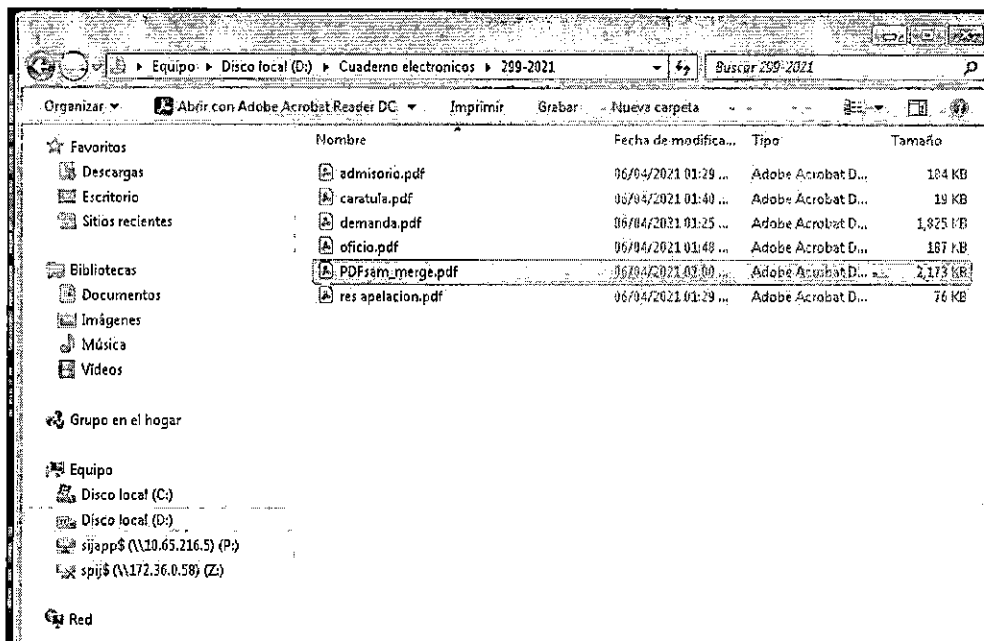 Equipo ▸ Disco local (D:) ▸ Cuaderno electronicos ▸ 299-2021
Buscar 299-2021
Organizar Abrir con Adobe Acrobat Reader DC Imprimir Grabar Nueva carpeta
Nombre Fecha de modifica... Tipo Tamaño
Favoritos
Descargas
Escritorio
Sitios recientes
Bibliotecas
Documentos
Imágenes
Música
Vídeos
Grupo en el hogar
Equipo
Disco local (C:)
Disco local (D:)
sijapp$ (\\10.65.216.5) (P:)
spij$ (\\172.36.0.58) (Z:)
Red
admisorio.pdf 06/04/2021 01:29 ... Adobe Acrobat D... 184 KB
caratula.pdf 06/04/2021 01:40 ... Adobe Acrobat D... 19 KB
demanda.pdf 06/04/2021 01:25 ... Adobe Acrobat D... 1,825 KB
oficio.pdf 06/04/2021 01:48 ... Adobe Acrobat D... 187 KB
PDFsam_merge.pdf 06/04/2021 Adobe Acrobat D... 2,173 KB
res apelacion.pdf 06/04/2021 01:29 ... Adobe Acrobat D... 76 KB